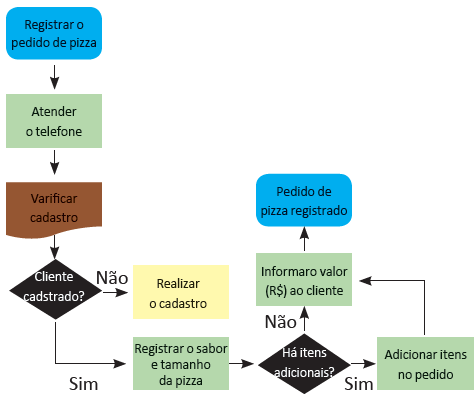 Registrar o
pedido de pizza
Atender
o telefone
Varificar
cadastro
Cliente
cadstrado?
Não
Realizar
o cadastro
Sim
Registrar o sabor
e tamanho
da pizza
Há itens
adicionais?
Não
Sim
Adicionar itens
no pedido
Informaro valor
(R$) ao cliente
Pedido de
pizza registrado